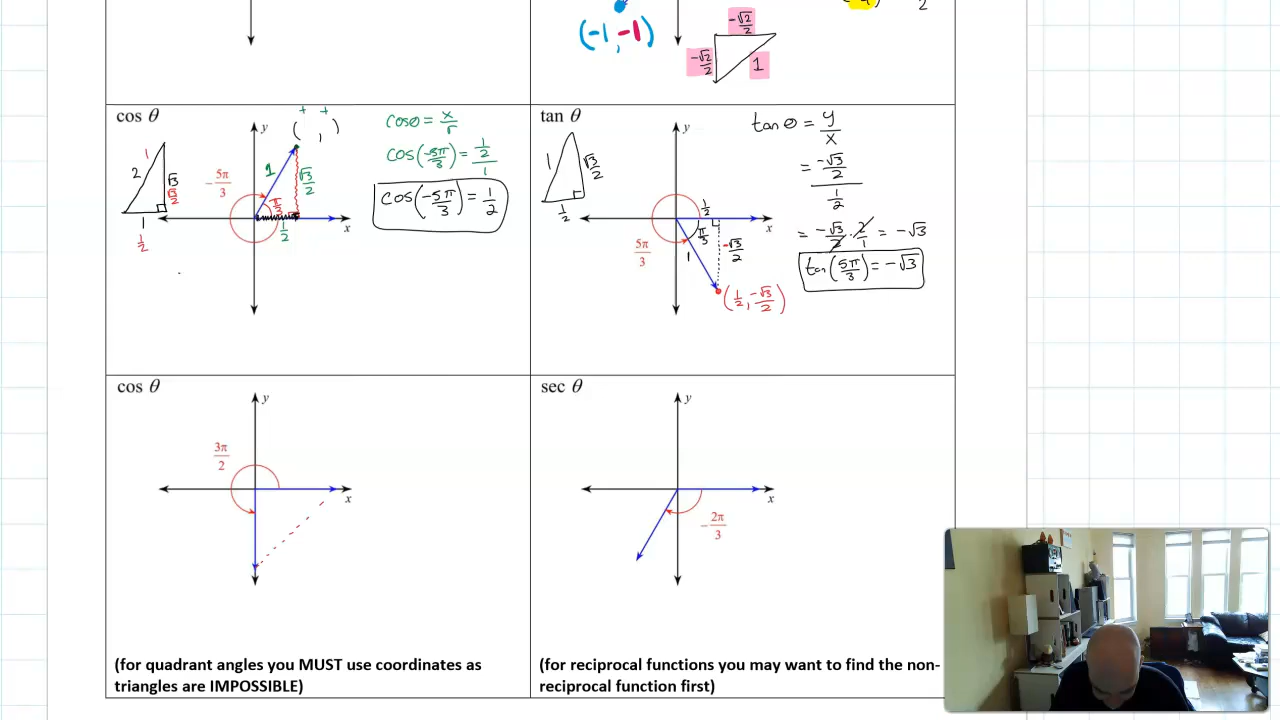 (-1, -1)
-√2/2
-√2/2
1
2
cos θ
1
2
√3
√3/2
1
1/2
y
x
-5π/3
1
π/3
√3/2
1/2
+ +
( , )
cosθ = x/r
cos(-5π/3) = 1/2 / 1
cos(-5π/3) = 1/2
tan θ
1
√3/2
1/2
y
x
5π/3
1/2
π/3
1
-√3/2
(1/2, -√3/2)
tan θ = y/x
= -√3/2 / 1/2
= -√3/2 · 2/1 = -√3
tan(5π/3) = -√3
cos θ
y
x
3π/2
(for quadrant angles you MUST use coordinates as
triangles are IMPOSSIBLE)
sec θ
y
x
-2π/3
(for reciprocal functions you may want to find the non-
reciprocal function first)